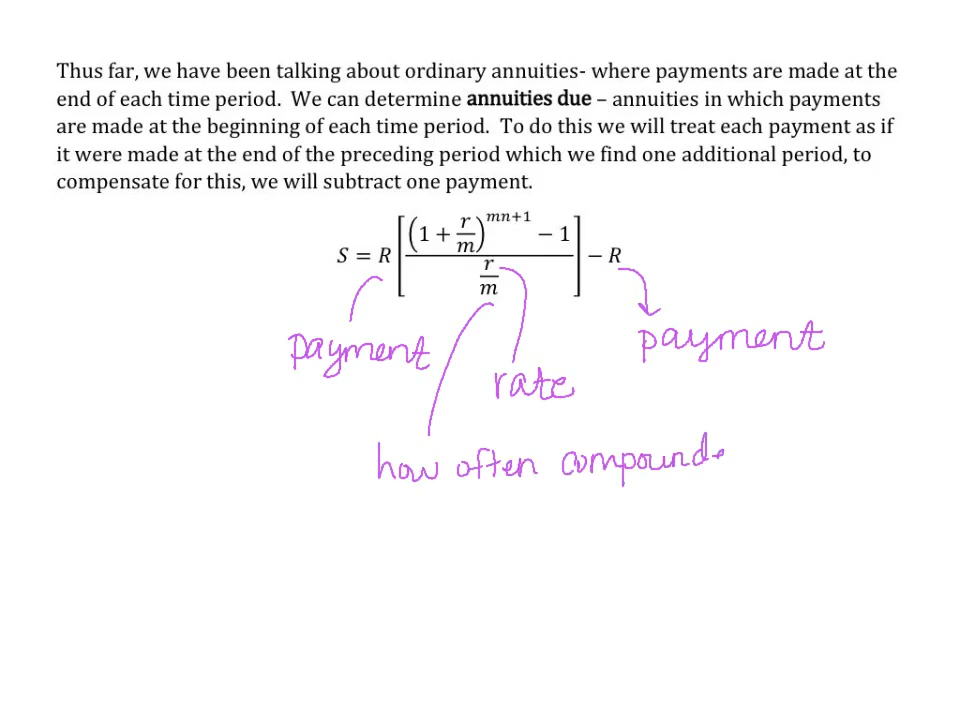 Thus far, we have been talking about ordinary annuities- where payments are made at the
end of each time period.  We can determine annuities due – annuities in which payments
are made at the beginning of each time period.  To do this we will treat each payment as if
it were made at the end of the preceding period which we find one additional period, to
compensate for this, we will subtract one payment.
S = R [ ( (1 + r/m)^(mn+1) − 1 ) / (r/m) ] − R
payment
payment
rate
how often compounds